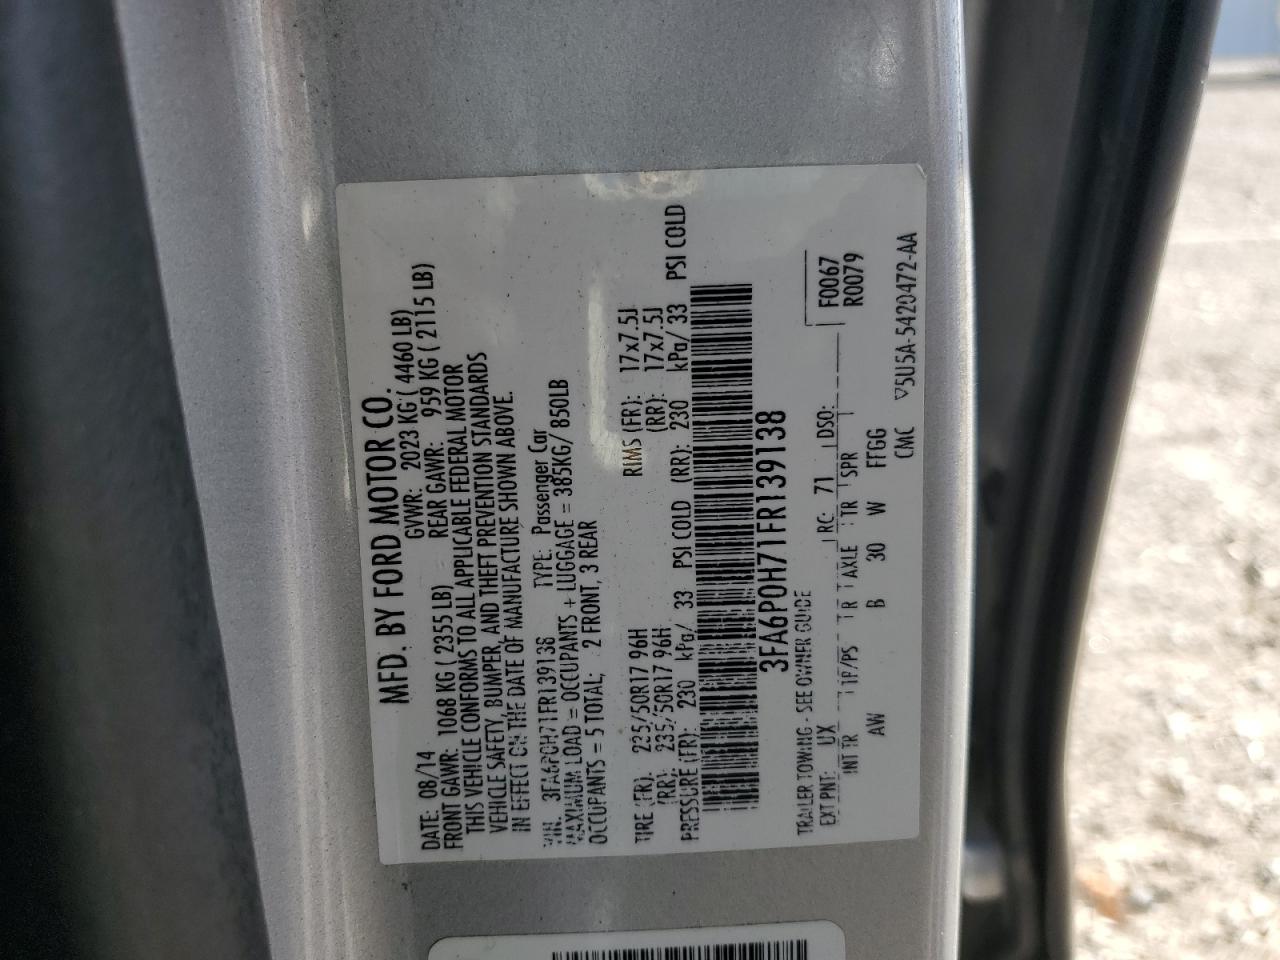 MFD. BY FORD MOTOR CO.
DATE: 08/14 GVWR: 2023 KG ( 4460 LB)
FRONT GAWR: 1068 KG ( 2355 LB) REAR GAWR: 959 KG ( 2115 LB)
THIS VEHICLE CONFORMS TO ALL APPLICABLE FEDERAL MOTOR
VEHICLE SAFETY, BUMPER, AND THEFT PREVENTION STANDARDS
IN EFFECT ON THE DATE OF MANUFACTURE SHOWN ABOVE.
VIN: 3FA6P0H71FR139138 TYPE: Passenger Car
MAXIMUM LOAD = OCCUPANTS + LUGGAGE = 385KG/ 850LB
OCCUPANTS = 5 TOTAL; 2 FRONT, 3 REAR
TIRE (FR): 235/50R17 96H RIMS (FR): 17x7.5J
(RR): 235/50R17 96H (RR): 17x7.5J
PRESSURE (FR): 230 kPa/ 33 PSI COLD (RR): 230 kPa/ 33 PSI COLD
3FA6P0H71FR139138
TRAILER TOWING - SEE OWNER GUIDE
F0067
R0079
EXT PNT: UX RC: 71 DSO:
INT TR TP/PS TR AXLE TR SPR
AW B 30 W FFGG
CMC V5U5A-5420472-AA